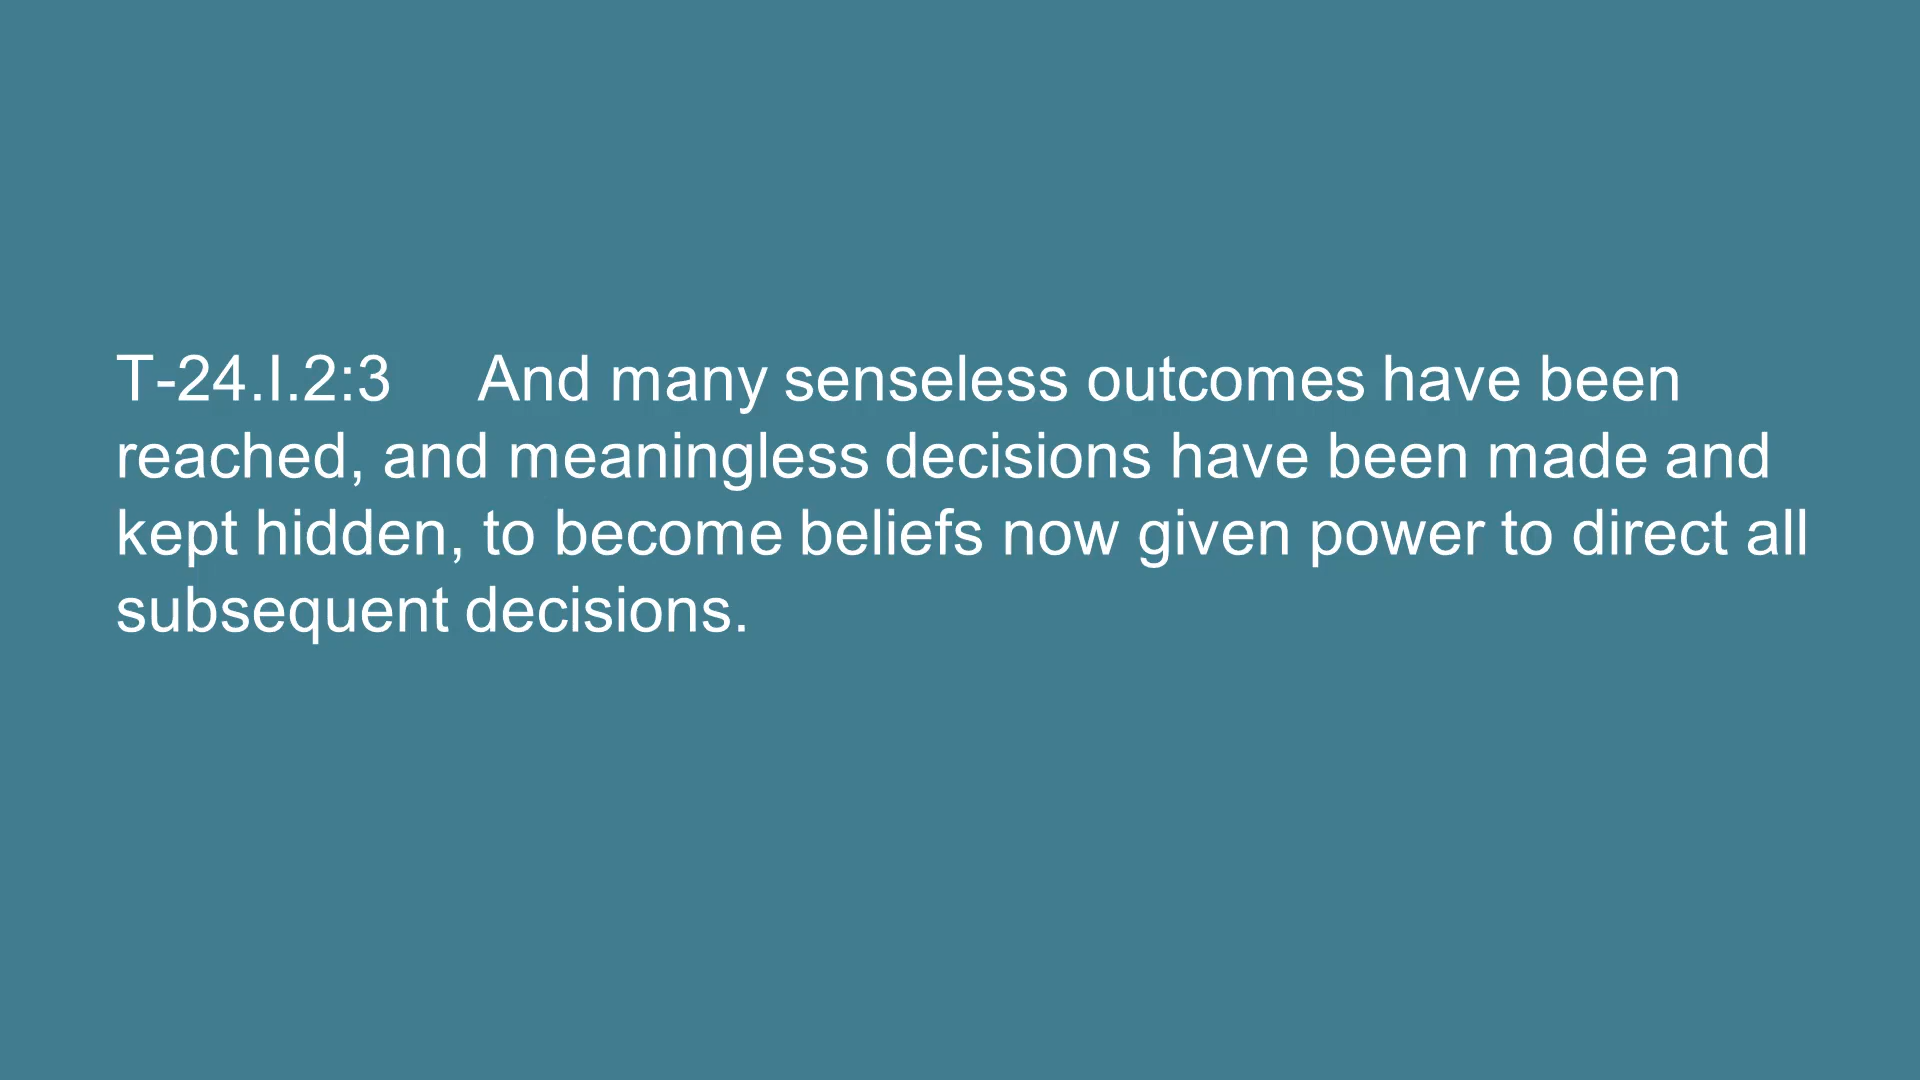 T-24.I.2:3 And many senseless outcomes have been
reached, and meaningless decisions have been made and
kept hidden, to become beliefs now given power to direct all
subsequent decisions.